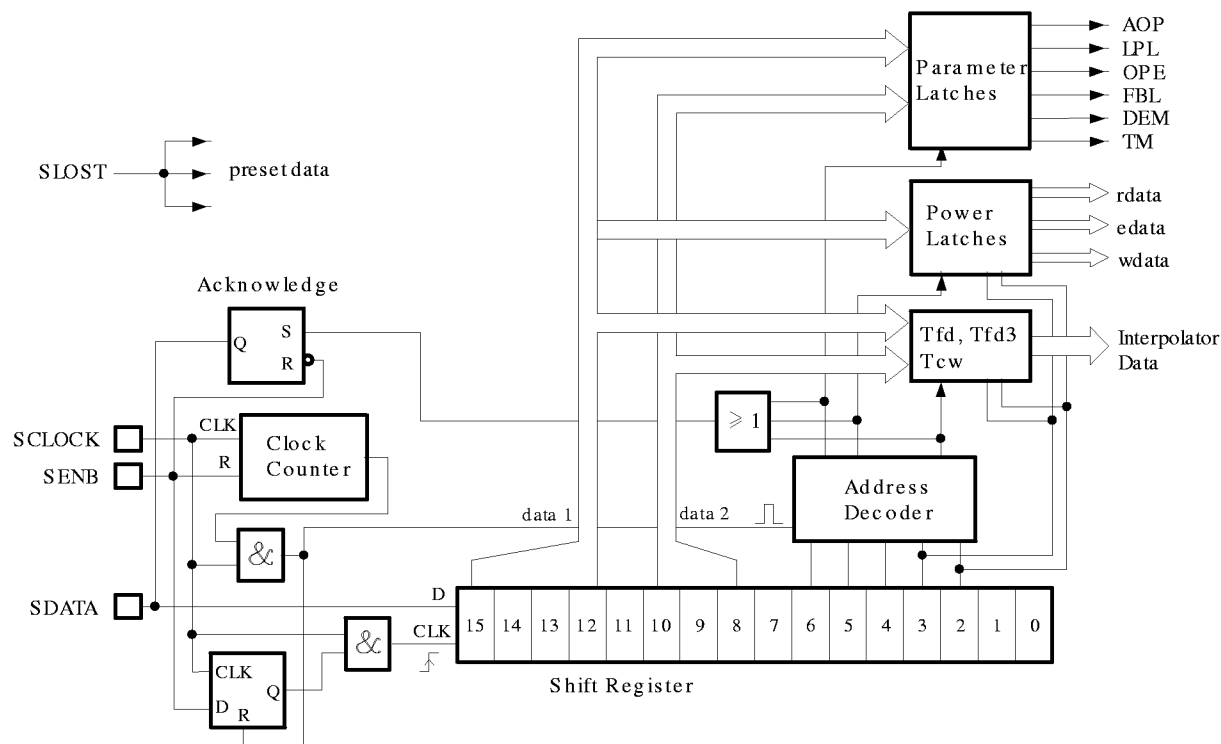 AOP
LPL
OPE
FBL
DEM
TM
Parameter
Latches
SLOST
preset data
Power
Latches
rdata
edata
wdata
Acknowledge
S
Q
R
Tfd, Tfd3
Tcw
Interpolator
Data
≥ 1
SCLOCK
CLK
SENB
R
Clock
Counter
Address
Decoder
data 1
data 2
&
SDATA
D
CLK
&
15 14 13 12 11 10 9 8 7 6 5 4 3 2 1 0
Shift Register
CLK
Q
D
R